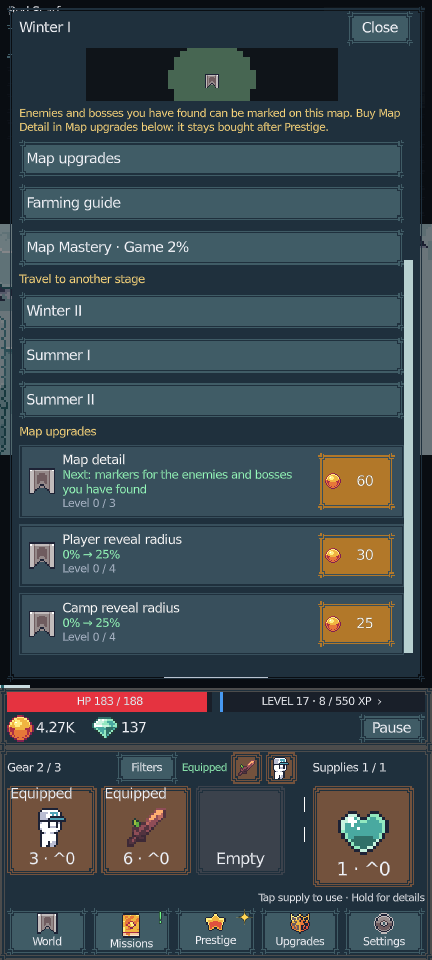 Winter I
Close
Enemies and bosses you have found can be marked on this map. Buy Map
Detail in Map upgrades below: it stays bought after Prestige.
Map upgrades
Farming guide
Map Mastery · Game 2%
Travel to another stage
Winter II
Summer I
Summer II
Map upgrades
Map detail
Next: markers for the enemies and bosses
you have found
Level 0 / 3
60
Player reveal radius
0% → 25%
Level 0 / 4
30
Camp reveal radius
0% → 25%
Level 0 / 4
25
HP 183 / 188
LEVEL 17 · 8 / 550 XP ›
4.27K
137
Pause
Gear 2 / 3
Filters
Equipped
Supplies 1 / 1
Equipped
3 · ^0
Equipped
6 · ^0
Empty
1 · ^0
Tap supply to use · Hold for details
World
Missions
!
Prestige
Upgrades
Settings